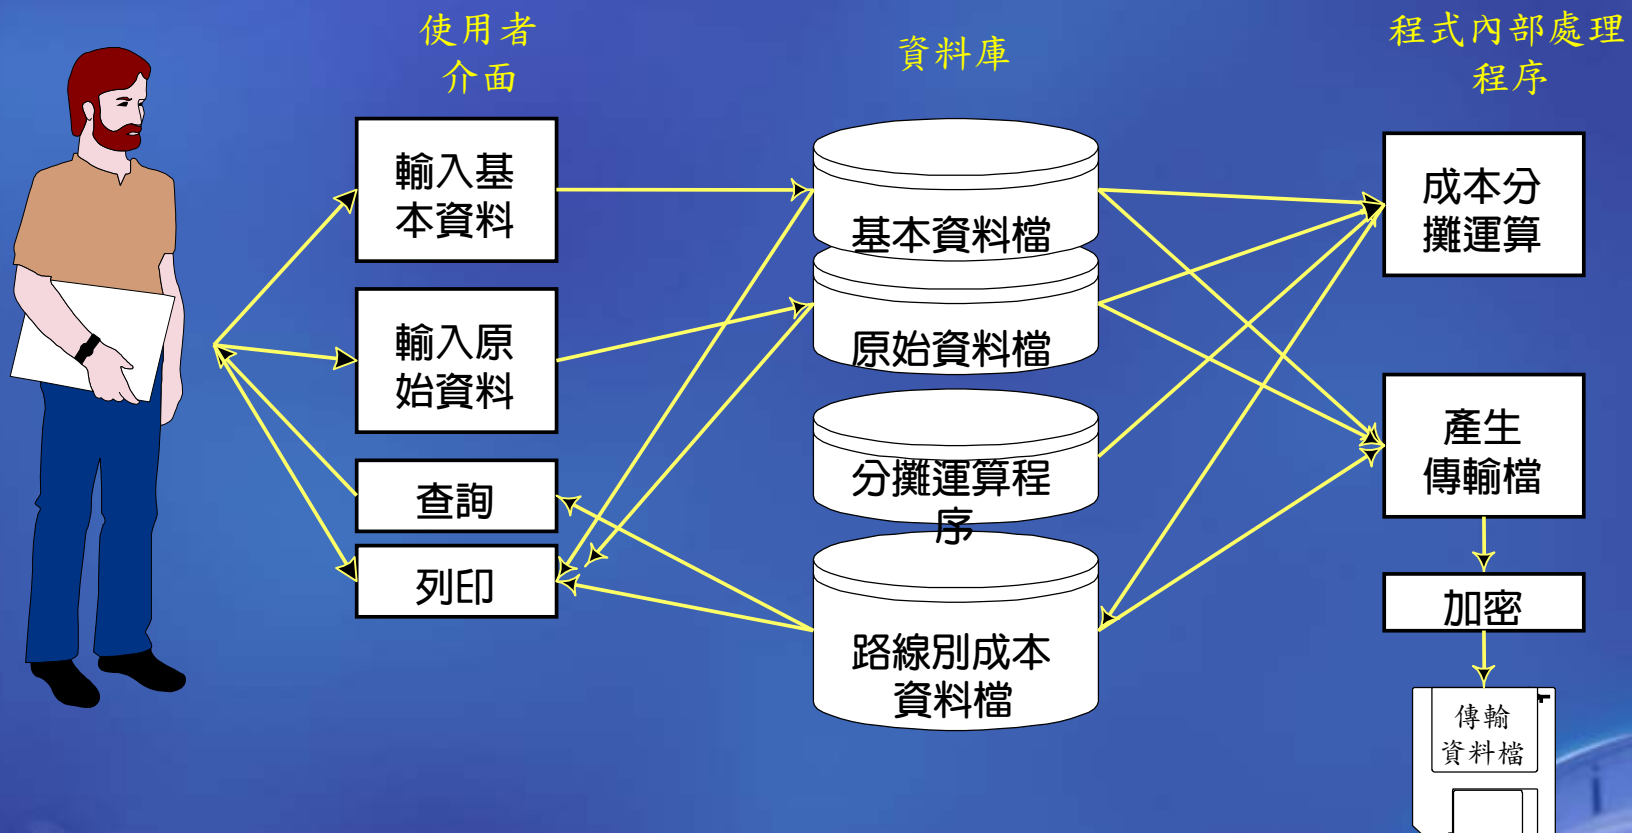 使用者
介面
資料庫
程式內部處理
程序
輸入基
本資料
輸入原
始資料
查詢
列印
基本資料檔
原始資料檔
分攤運算程
序
路線別成本
資料檔
成本分
攤運算
產生
傳輸檔
加密
傳輸
資料檔